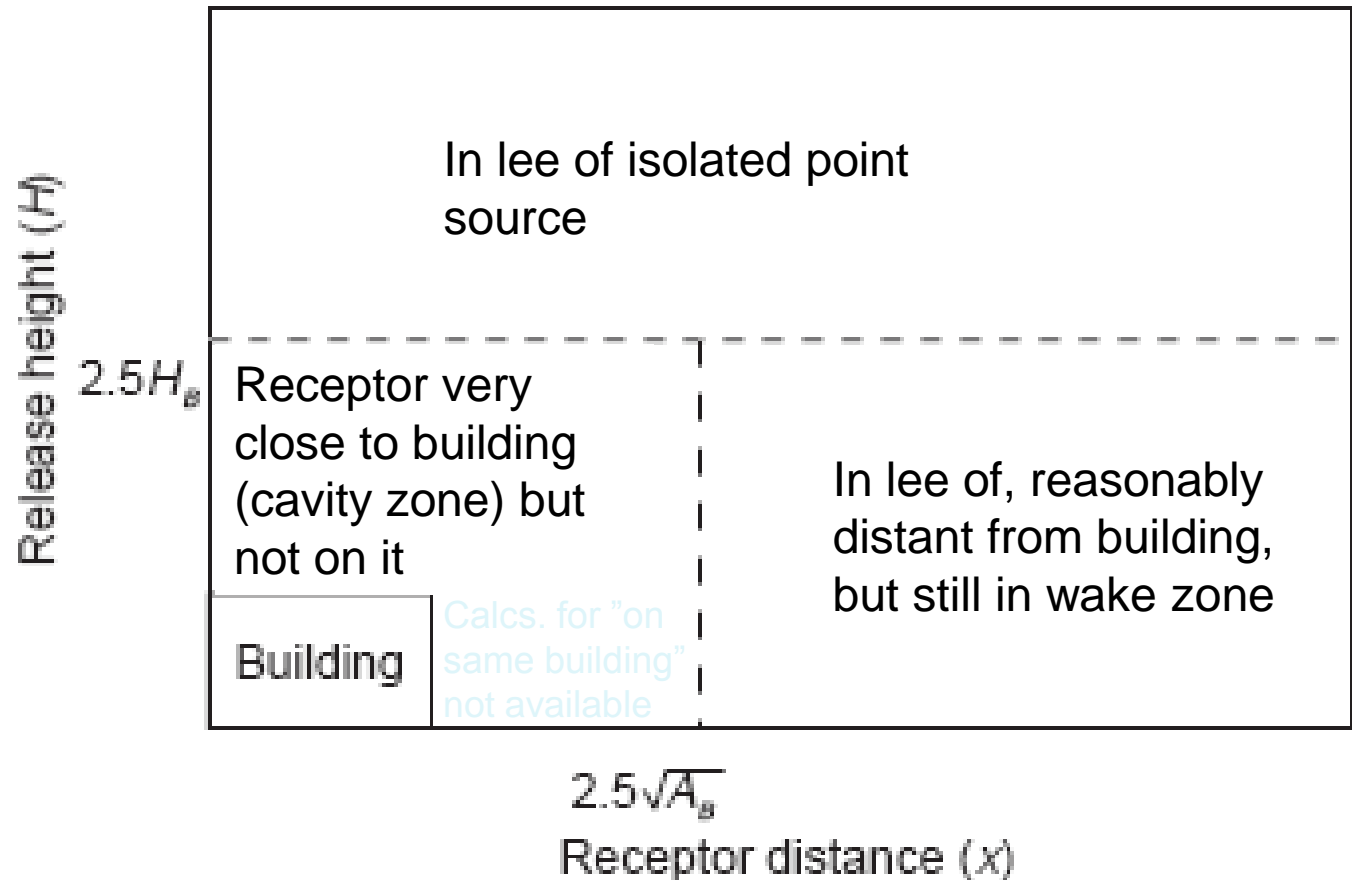 Release height (H)
2.5H_B
In lee of isolated point
source
Receptor very
close to building
(cavity zone) but
not on it
In lee of, reasonably
distant from building,
but still in wake zone
Building
Calcs. for ”on
same building”
not available
2.5√A_B
Receptor distance (x)